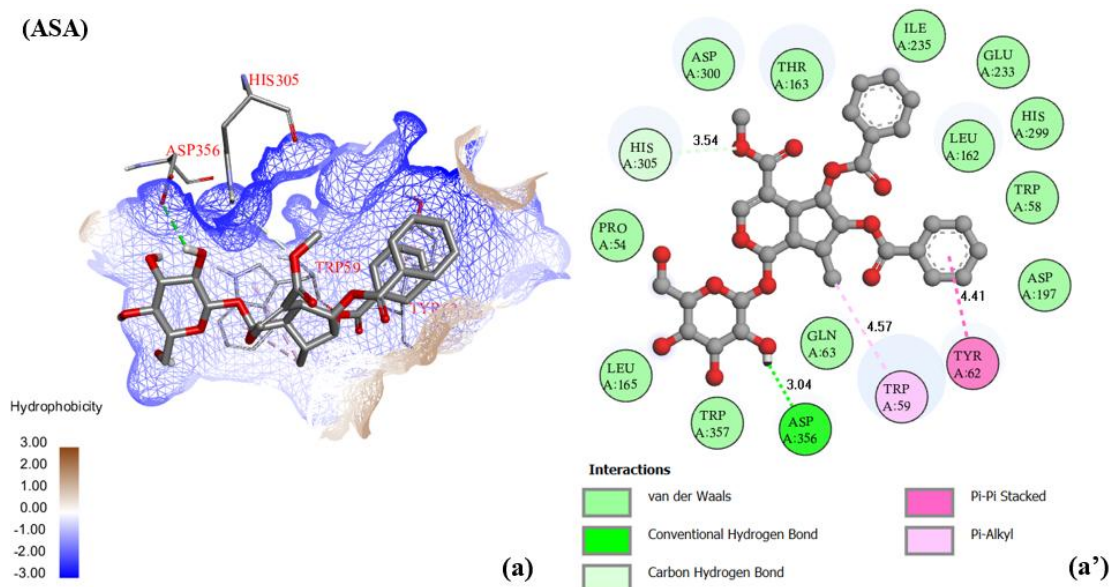 (ASA)
HIS305
ASP356
TRP59
Hydrophobicity
3.00
2.00
1.00
0.00
-1.00
-2.00
-3.00
(a)
ILE
A:235
ASP
A:300
THR
A:163
GLU
A:233
HIS
A:299
LEU
A:162
HIS
A:305
3.54
TRP
A:58
PRO
A:54
ASP
A:197
4.41
4.57
GLN
A:63
TYR
A:62
LEU
A:165
3.04
TRP
A:59
TRP
A:357
ASP
A:356
Interactions
van der Waals
Conventional Hydrogen Bond
Carbon Hydrogen Bond
Pi-Pi Stacked
Pi-Alkyl
(a’)